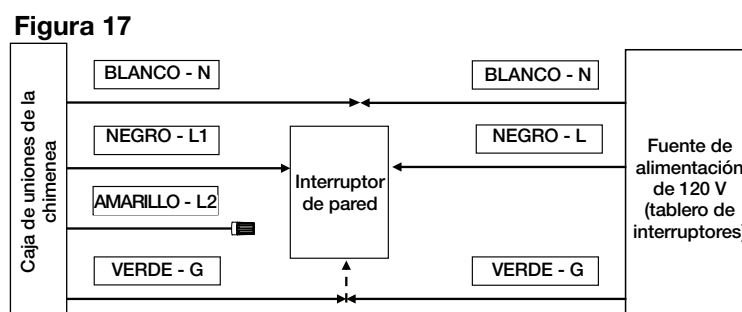 Figura 17
Caja de uniones de la
chimenea
BLANCO - N
NEGRO - L1
AMARILLO - L2
VERDE - G
Interruptor
de pared
BLANCO - N
NEGRO - L
VERDE - G
Fuente de
alimentación
de 120 V
(tablero de
interruptores)